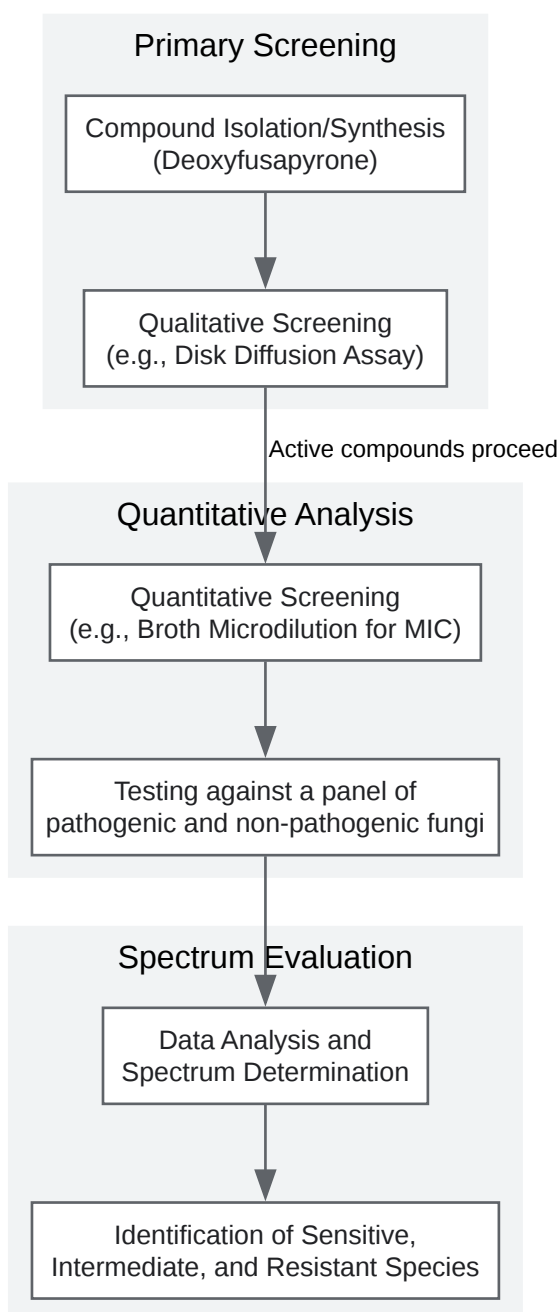 Primary Screening
Compound Isolation/Synthesis
(Deoxyfusapyrone)
Qualitative Screening
(e.g., Disk Diffusion Assay)
Active compounds proceed
Quantitative Analysis
Quantitative Screening
(e.g., Broth Microdilution for MIC)
Testing against a panel of
pathogenic and non-pathogenic fungi
Spectrum Evaluation
Data Analysis and
Spectrum Determination
Identification of Sensitive,
Intermediate, and Resistant Species